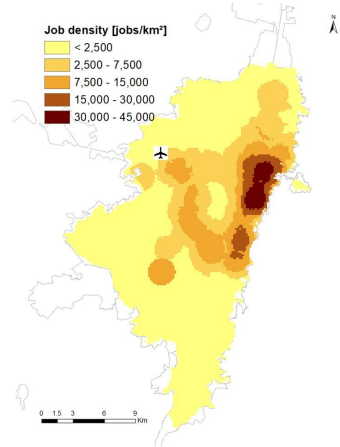 Job density [jobs/km²]
N
< 2,500
2,500 - 7,500
7,500 - 15,000
15,000 - 30,000
30,000 - 45,000
0 1.5 3 6 9
Km